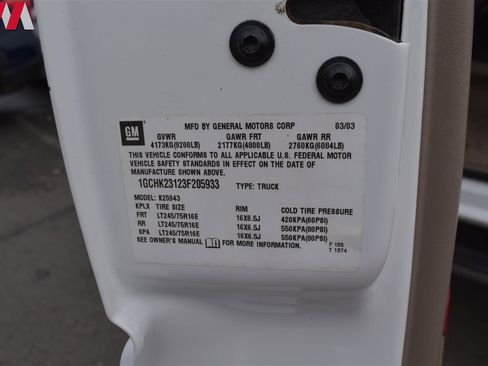 GM
MFD BY GENERAL MOTORS CORP 03/03
GVWR GAWR FRT GAWR RR
4173KG(9200LB) 2177KG(4800LB) 2760KG(6084LB)
THIS VEHICLE CONFORMS TO ALL APPLICABLE U.S. FEDERAL MOTOR
VEHICLE SAFETY STANDARDS IN EFFECT ON THE DATE OF
MANUFACTURE SHOWN ABOVE.
1GCHK23123F205933 TYPE: TRUCK
MODEL: K25943
KPLX TIRE SIZE RIM COLD TIRE PRESSURE
FRT LT245/75R16E 16X6.5J 420KPA(60PSI)
RR LT245/75R16E 16X6.5J 550KPA(80PSI)
SPA LT245/75R16E 16X6.5J 550KPA(80PSI)
SEE OWNER'S MANUAL FOR MORE INFORMATION.
F 155
T 1374